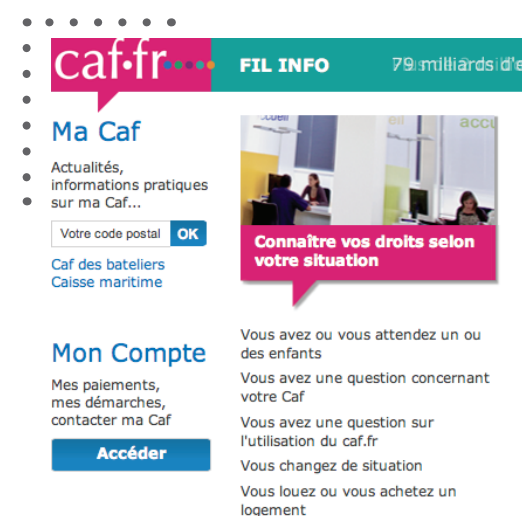 caf.fr
FIL INFO
79 milliards d'e
Ma Caf
Actualités,
informations pratiques
sur ma Caf...
Votre code postal OK
Caf des bateliers
Caisse maritime
Mon Compte
Mes paiements,
mes démarches,
contacter ma Caf
Accéder
accueil
accu
Connaître vos droits selon
votre situation
Vous avez ou vous attendez un ou
des enfants
Vous avez une question concernant
votre Caf
Vous avez une question sur
l'utilisation du caf.fr
Vous changez de situation
Vous louez ou vous achetez un
logement